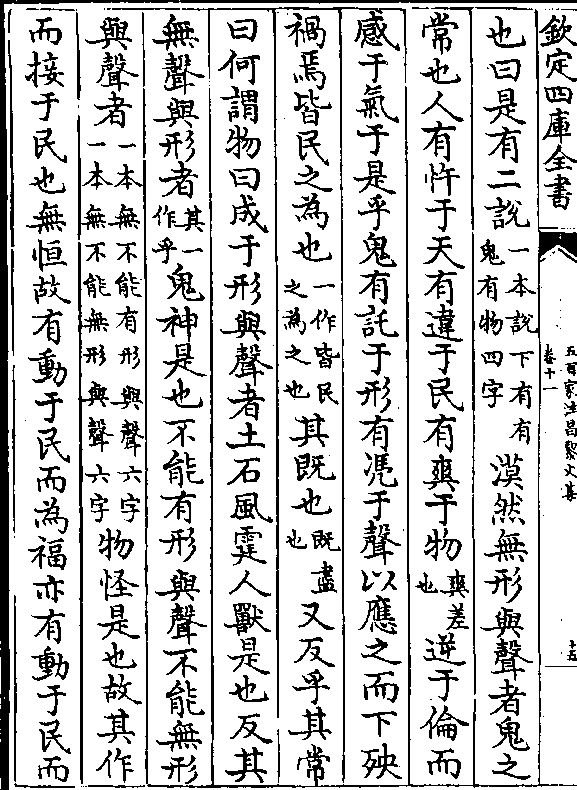 欽定四庫全書
五百家注昌黎文集
卷十一
十五
也曰是有二說一本說下有有鬼有物四字漠然無形與聲者鬼之
常也人有忤于天有違于民有爽于物爽差也逆于倫而
感于氣于是乎鬼有託于形有憑于聲以應之而下殃
禍焉皆民之為也一作皆民之為之也其既也既盡也又反乎其常
曰何謂物曰成于形與聲者土石風霆人獸是也反其
無聲與形者其一作乎鬼神是也不能有形與聲不能無形
與聲者一本無不能有形與聲六字一本無不能無形與聲六字物怪是也故其作
而接于民也無恒故有動于民而為福亦有動于民而